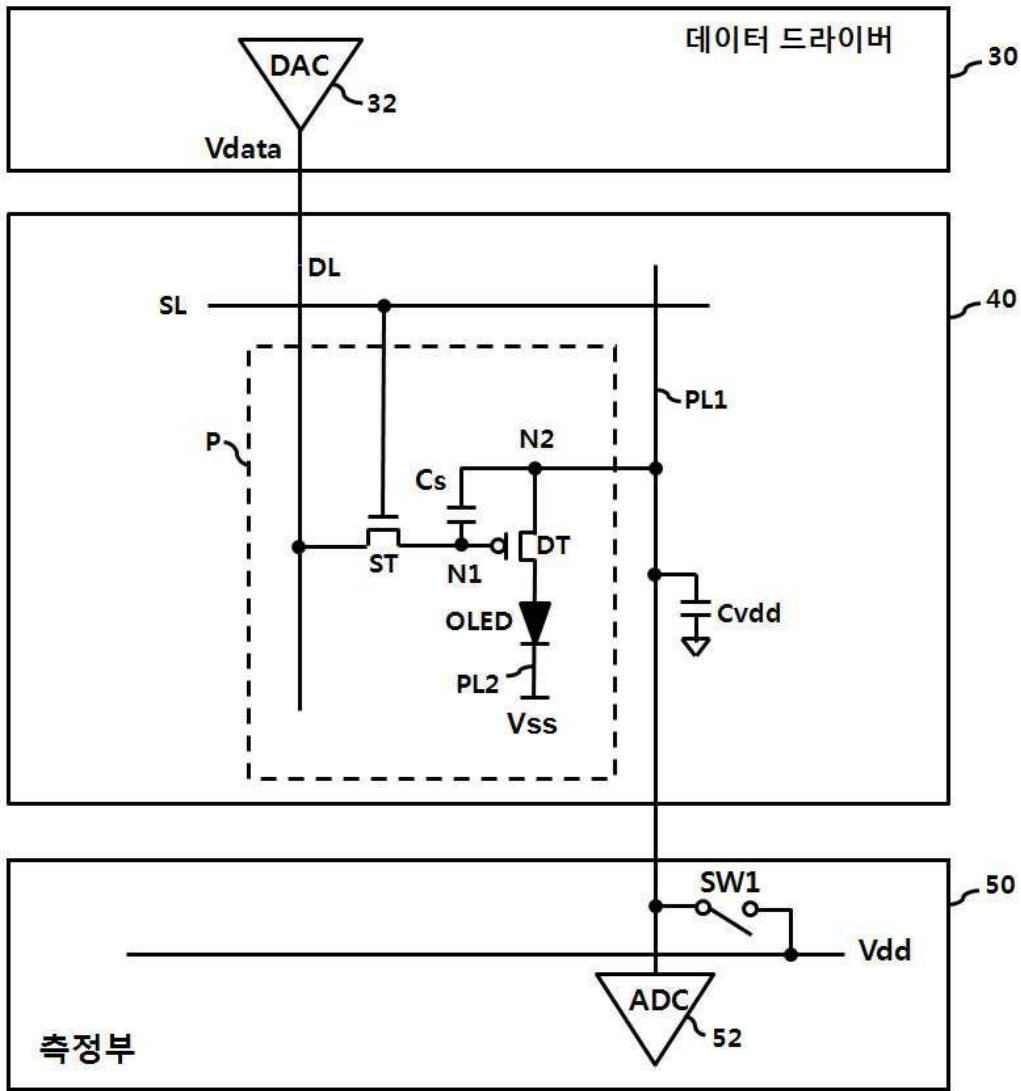 데이터 드라이버
30
DAC
32
Vdata
DL
SL
40
PL1
P
N2
Cs
DT
ST
N1
OLED
Cvdd
PL2
Vss
SW1
50
Vdd
ADC
52
측정부